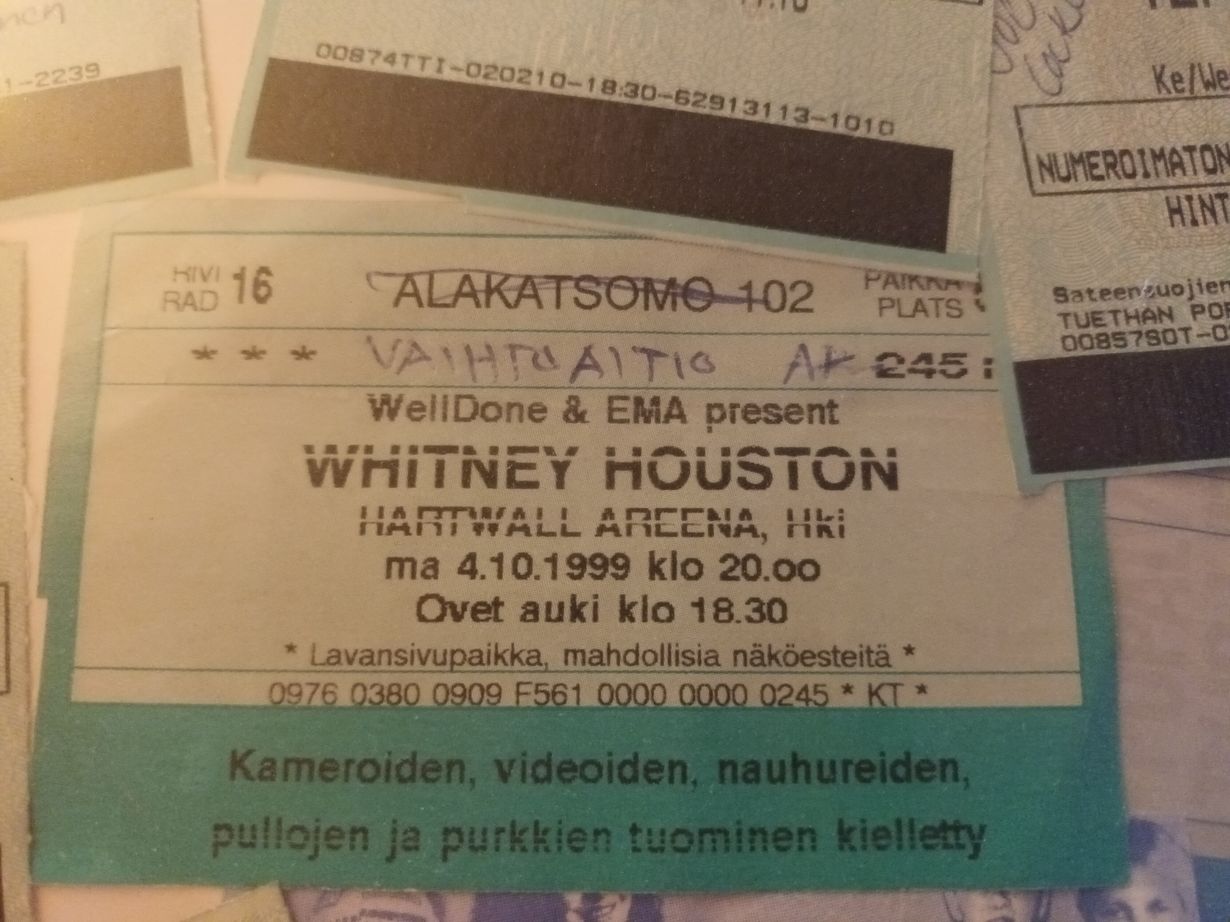 1-2239
00874TTI-020210-18:30-62913113-1010
Ke/We
NUMEROIMATON
HINT
Sateensuojien
TUETHAN POR
00857SOT-0
RIVI
RAD 16
ALAKATSOMO 102
PAIKKA
PLATS
* * * VAIHTOAITIO AK 245
WellDone & EMA present
WHITNEY HOUSTON
HARTWALL AREENA, Hki
ma 4.10.1999 klo 20.oo
Ovet auki klo 18.30
* Lavansivupaikka, mahdollisia näköesteitä *
0976 0380 0909 F561 0000 0000 0245 * KT *
Kameroiden, videoiden, nauhureiden,
pullojen ja purkkien tuominen kielletty